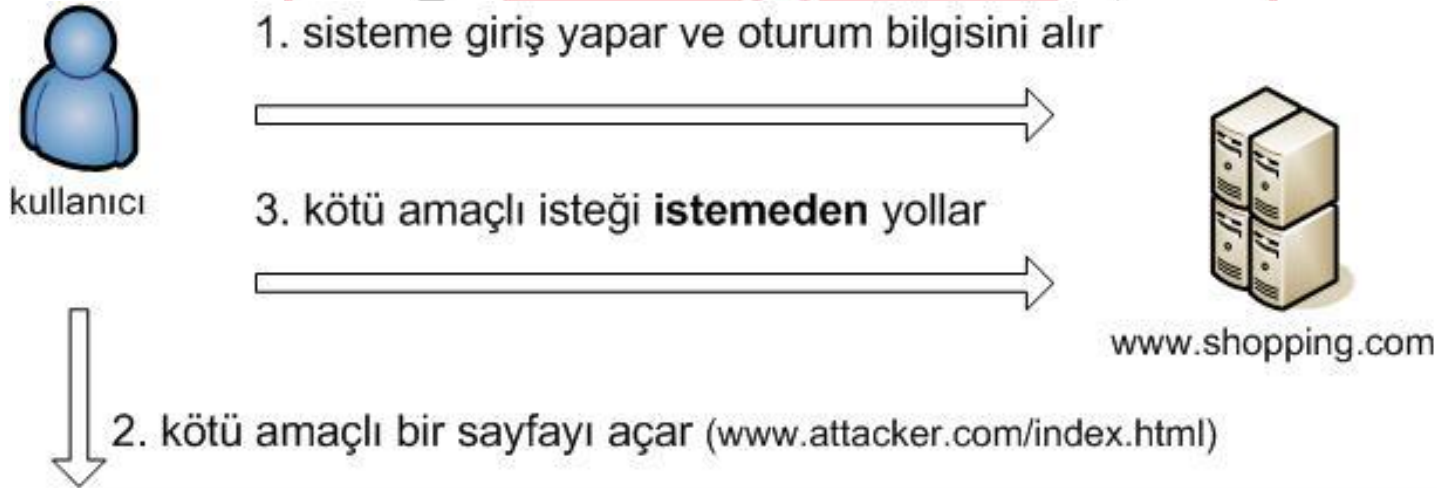 1. sisteme giriş yapar ve oturum bilgisini alır
kullanıcı
3. kötü amaçlı isteği istemeden yollar
www.shopping.com
2. kötü amaçlı bir sayfayı açar (www.attacker.com/index.html)